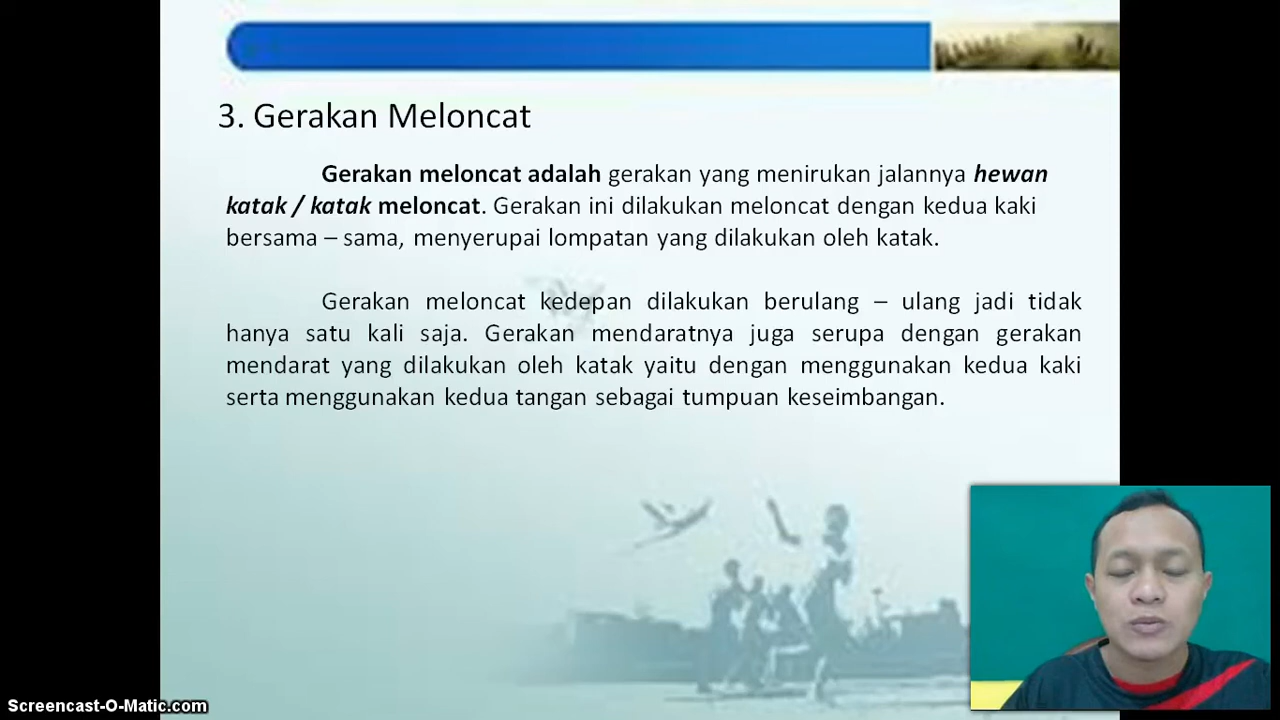 3. Gerakan Meloncat
Gerakan meloncat adalah gerakan yang menirukan jalannya hewan
katak / katak meloncat. Gerakan ini dilakukan meloncat dengan kedua kaki
bersama – sama, menyerupai lompatan yang dilakukan oleh katak.
Gerakan meloncat kedepan dilakukan berulang – ulang jadi tidak
hanya satu kali saja. Gerakan mendaratnya juga serupa dengan gerakan
mendarat yang dilakukan oleh katak yaitu dengan menggunakan kedua kaki
serta menggunakan kedua tangan sebagai tumpuan keseimbangan.
Screencast-O-Matic.com